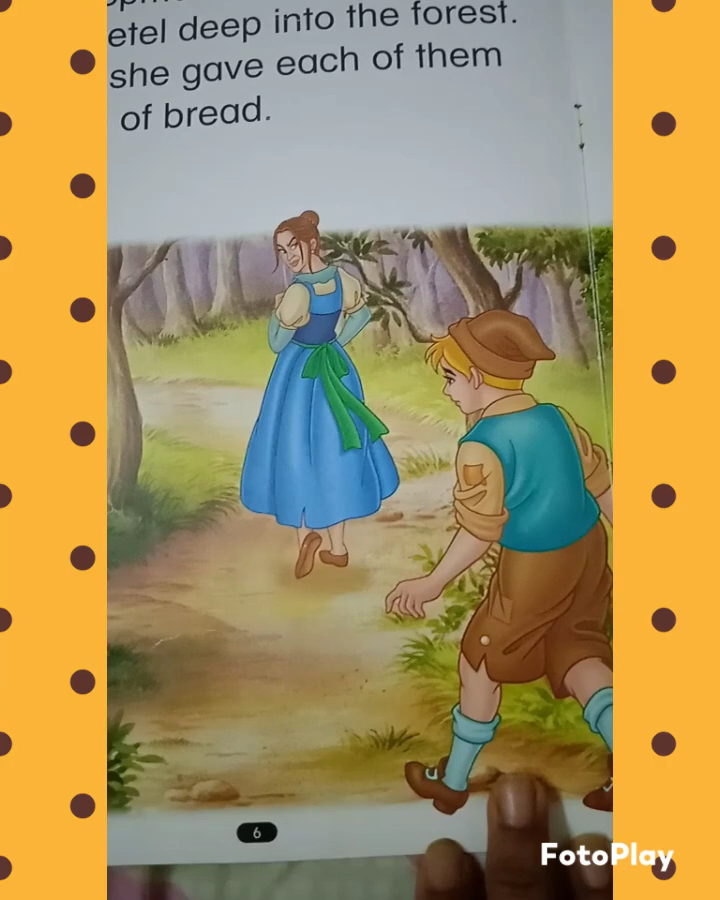 etel deep into the forest.
she gave each of them
of bread.
6
FotoPlay